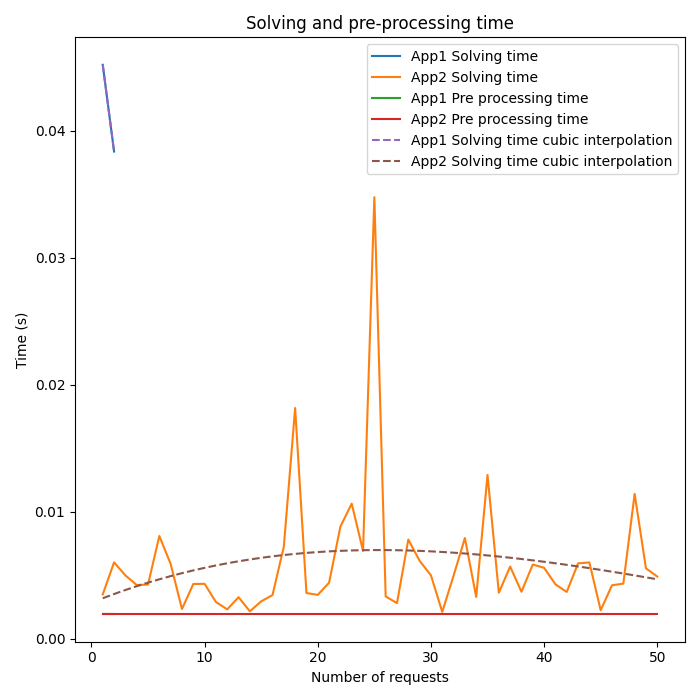 Solving and pre-processing time
App1 Solving time
App2 Solving time
App1 Pre processing time
App2 Pre processing time
App1 Solving time cubic interpolation
App2 Solving time cubic interpolation
Time (s)
0.04
0.03
0.02
0.01
0.00
0 10 20 30 40 50
Number of requests